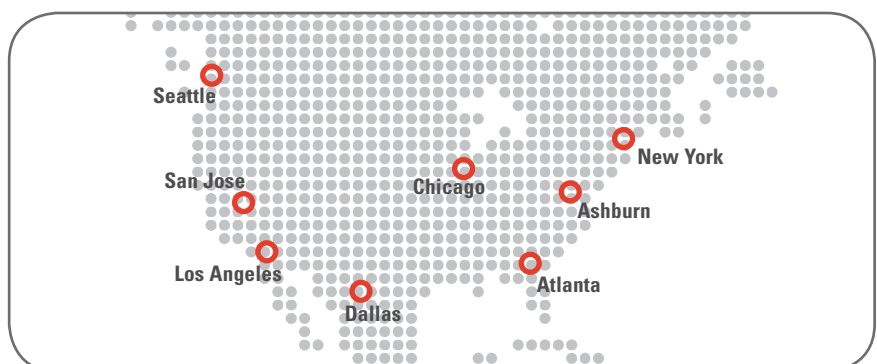 Seattle
New York
San Jose
Chicago
Ashburn
Los Angeles
Atlanta
Dallas